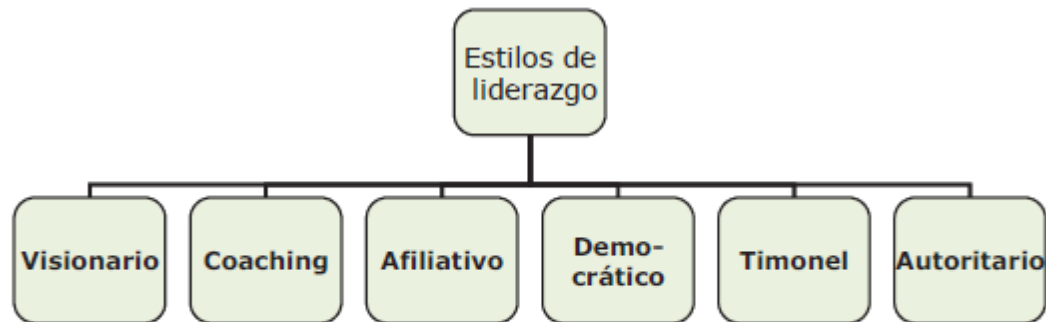 Estilos de
liderazgo
Visionario
Coaching
Afiliativo
Demo-
crático
Timonel
Autoritario